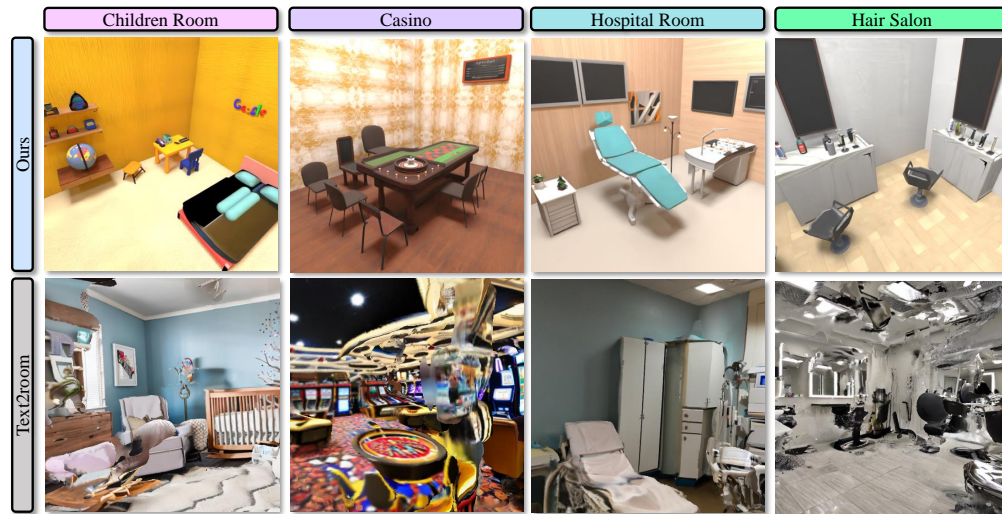 Children Room
Casino
Hospital Room
Hair Salon
Ours
Google
Text2room